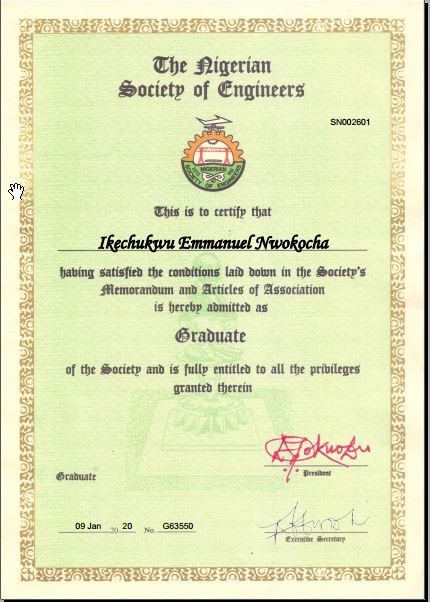 The Nigerian
Society of Engineers
SN002601
NIGERIAN
SOCIETY OF ENGINEERS
This is to certify that
Ikechukwu Emmanuel Nwokocha
having satisfied the conditions laid down in the Society's
Memorandum and Articles of Association
is hereby admitted as
Graduate
of the Society and is fully entitled to all the privileges
granted therein
President
Graduate
09 Jan 20 20 No. G63550
Executive Secretary